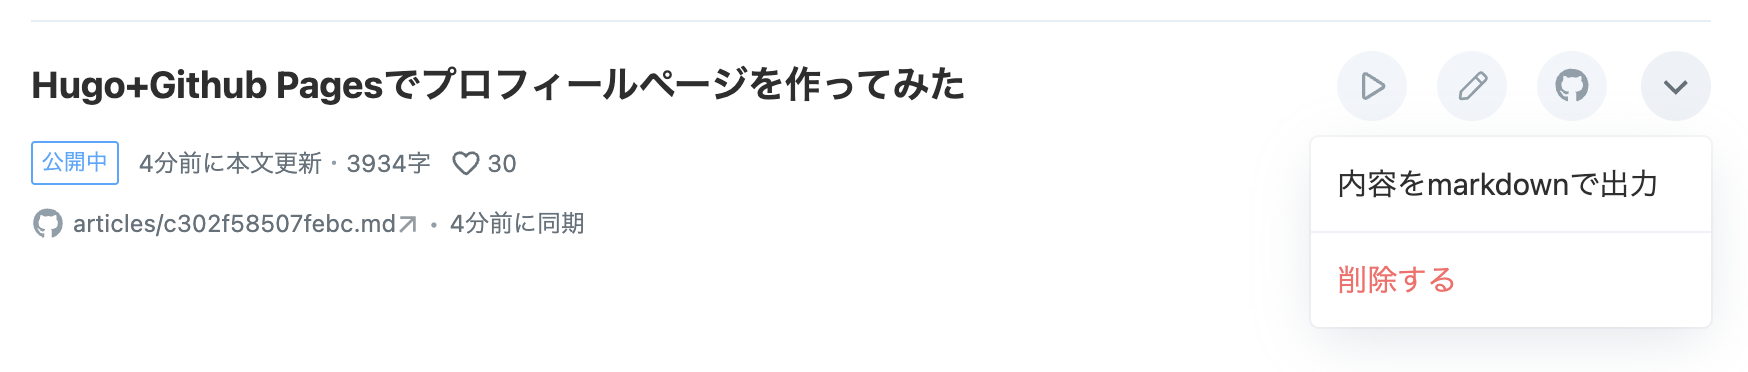 Hugo+Github Pagesでプロフィールページを作ってみた
公開中 4分前に本文更新・3934字 30
articles/c302f58507febc.md • 4分前に同期
内容をmarkdownで出力
削除する